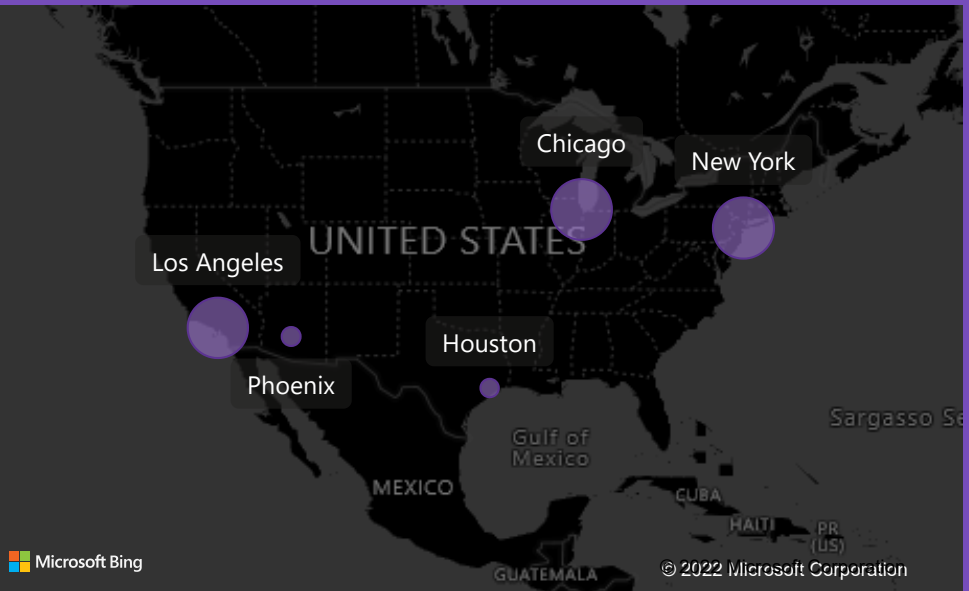 Chicago
New York
UNITED STATES
Los Angeles
Houston
Phoenix
Sargasso Se
Gulf of
Mexico
MEXICO
CUBA
HAITI
PR
(US)
Microsoft Bing
GUATEMALA
© 2022 Microsoft Corporation